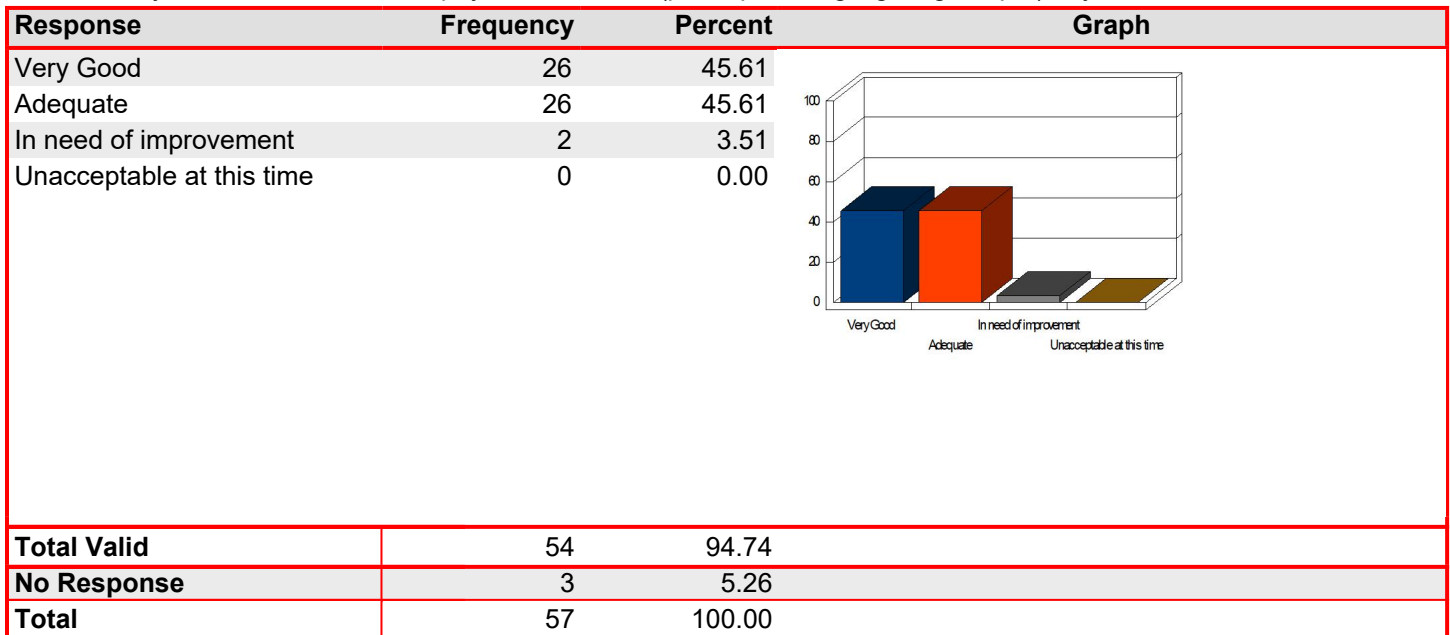 Response Frequency Percent Graph
Very Good 26 45.61
Adequate 26 45.61
In need of improvement 2 3.51
Unacceptable at this time 0 0.00
100
80
60
40
20
0
Very Good In need of improvement
Adequate Unacceptable at this time
Total Valid 54 94.74
No Response 3 5.26
Total 57 100.00